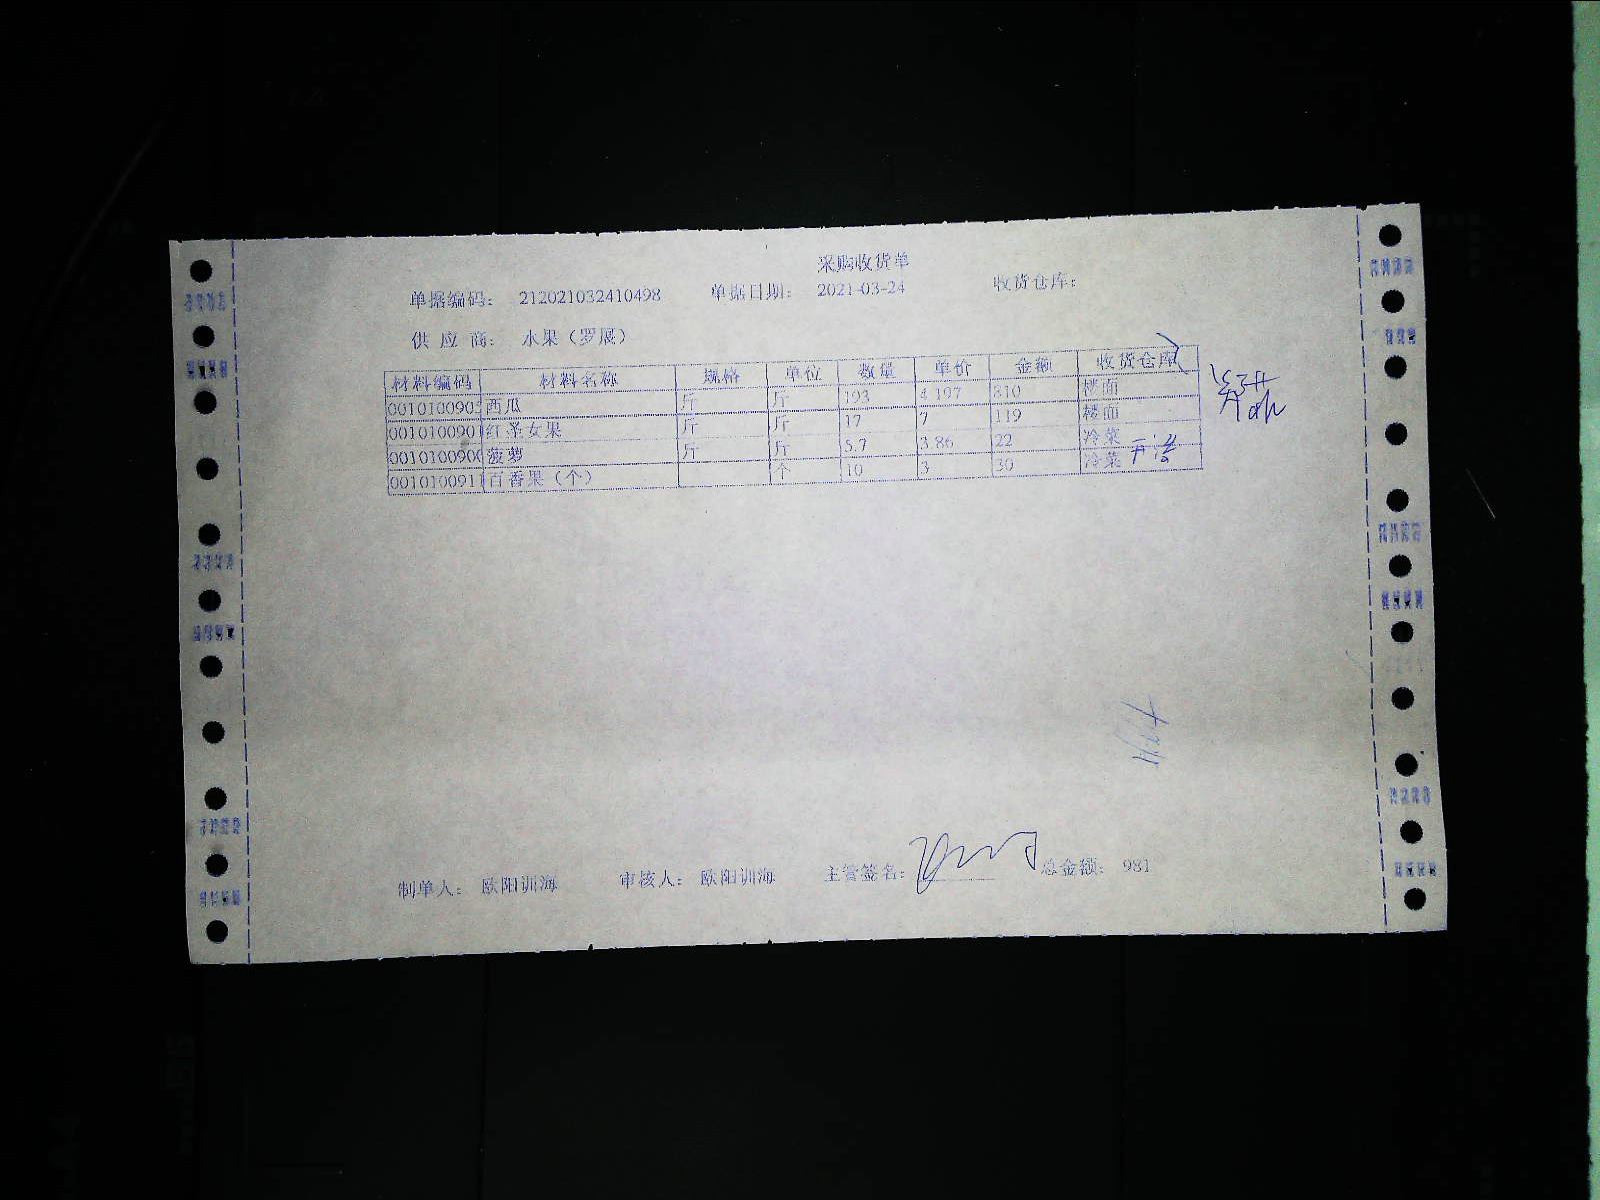 采购收货单
单据编码： 212021032410498 单据日期： 2021-03-24 收货仓库：
供 应 商： 水果（罗展）
材料编码 材料名称 规格 单位 数量 单价 金额 收货仓库
001010090 西瓜 斤 斤 193 4.197 810 楼面
001010090 红圣女果 斤 斤 17 7 119 楼面
001010090 菠萝 斤 斤 5.7 3.86 22 冷菜
001010091 百香果（个） 个 10 3 30 冷菜
制单人： 欧阳训海 审核人： 欧阳训海 主管签名： 总金额： 981